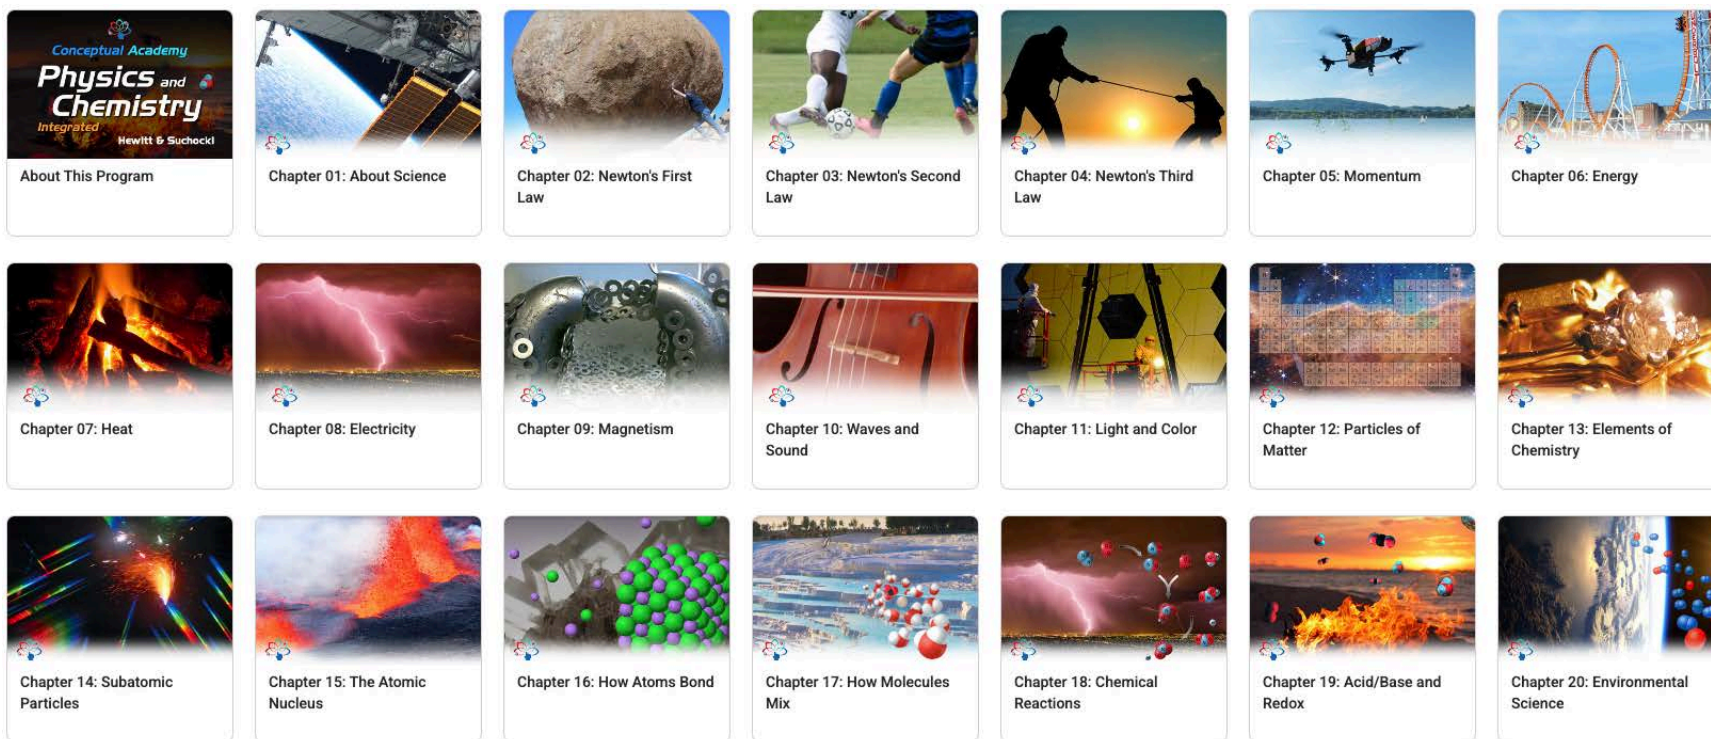 Conceptual Academy
Physics and
Chemistry
Integrated
Hewitt & Suchocki
About This Program
Chapter 01: About Science
Chapter 02: Newton's First
Law
Chapter 03: Newton's Second
Law
Chapter 04: Newton's Third
Law
Chapter 05: Momentum
Chapter 06: Energy
Chapter 07: Heat
Chapter 08: Electricity
Chapter 09: Magnetism
Chapter 10: Waves and
Sound
Chapter 11: Light and Color
Chapter 12: Particles of
Matter
Chapter 13: Elements of
Chemistry
Chapter 14: Subatomic
Particles
Chapter 15: The Atomic
Nucleus
Chapter 16: How Atoms Bond
Chapter 17: How Molecules
Mix
Chapter 18: Chemical
Reactions
Chapter 19: Acid/Base and
Redox
Chapter 20: Environmental
Science